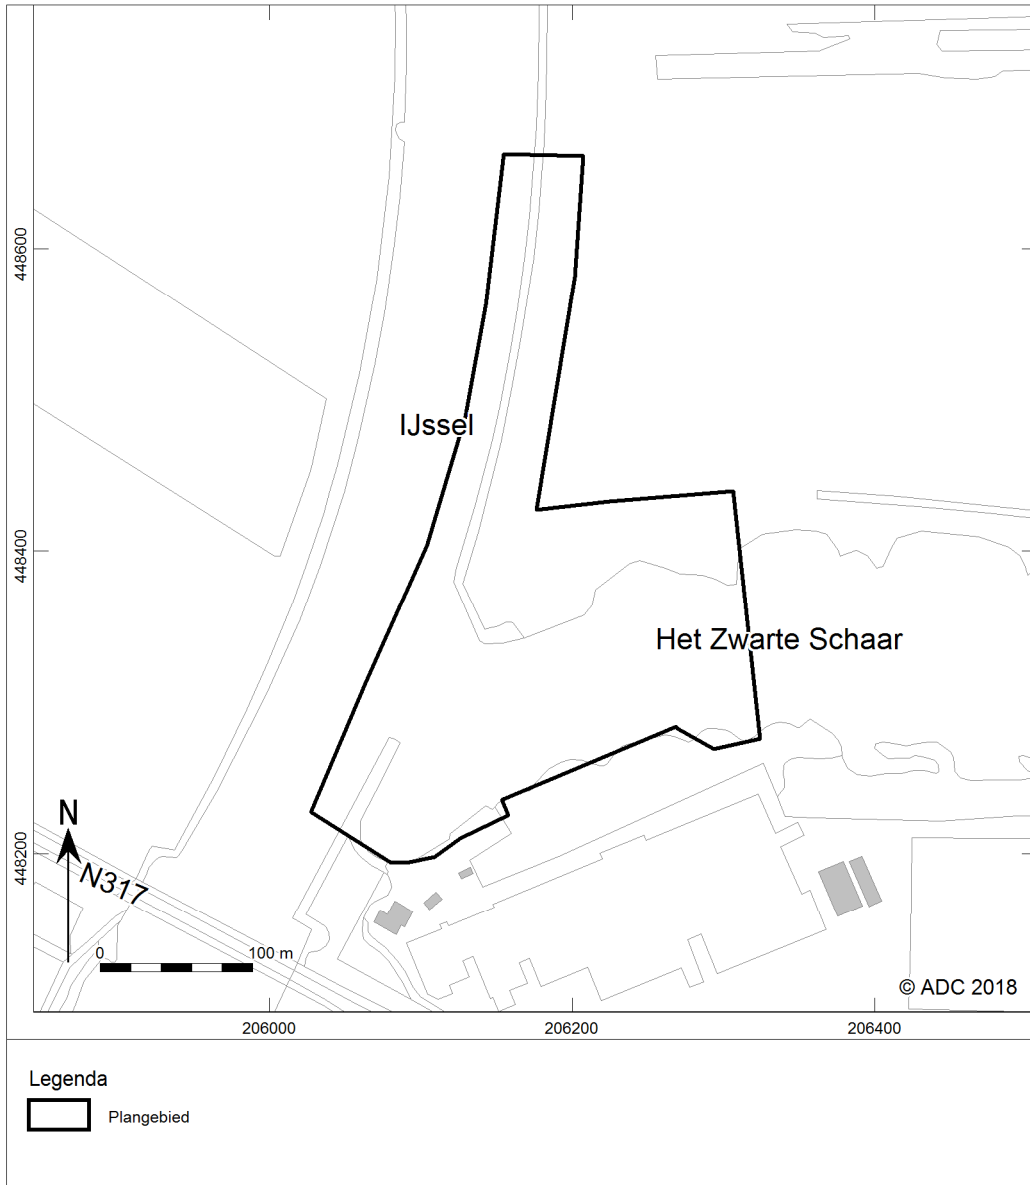 448600
IJssel
448400
Het Zwarte Schaar
N
448200
N317
0 100 m
© ADC 2018
206000 206200 206400
Legenda
Plangebied